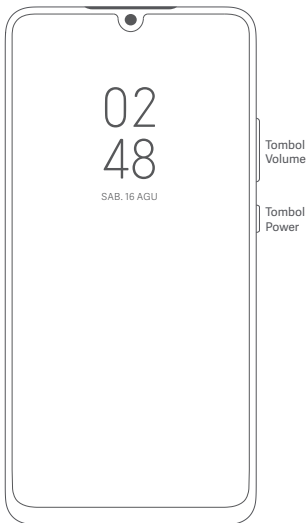 02
48
SAB. 16 AGU
Tombol
Volume
Tombol
Power